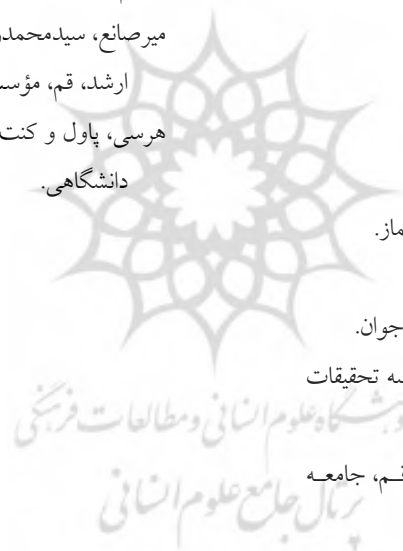 میرصانع، سیدمحمد
ارشد، قم،
هرسی، پاول و کنت
دانشگاهی.
ماز.
جوان.
سه تحقیقات
پژوهشگاه علوم انسانی و مطالعات فرهنگی
قم، جامعه
پرتال جامع علوم انسانی